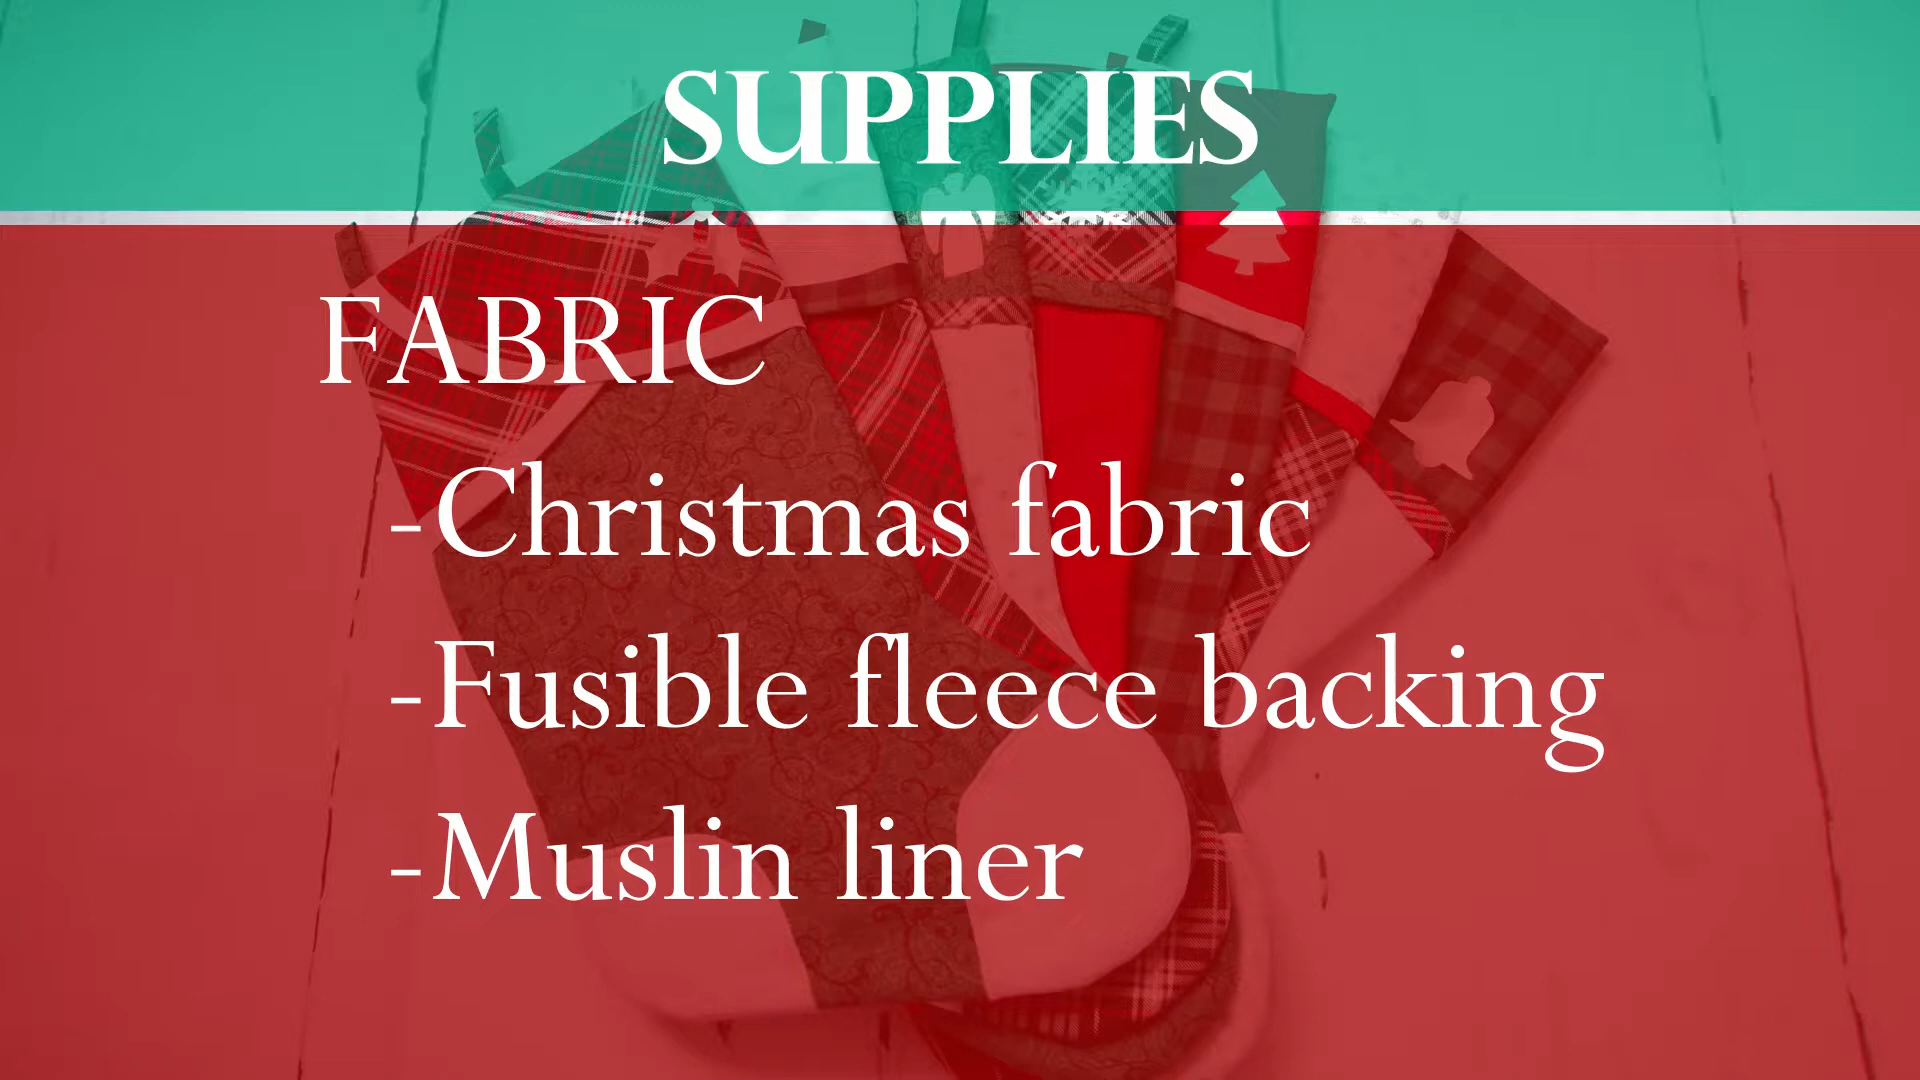 SUPPLIES
FABRIC
-Christmas fabric
-Fusible fleece backing
-Muslin liner